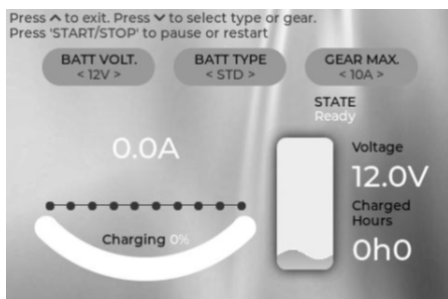 Press ^ to exit. Press v to select type or gear.
Press 'START/STOP' to pause or restart
BATT VOLT.
< 12V >
BATT TYPE
< STD >
GEAR MAX.
< 10A >
STATE
Ready
0.0A
Voltage
12.0V
Charged
Hours
0h0
Charging 0%